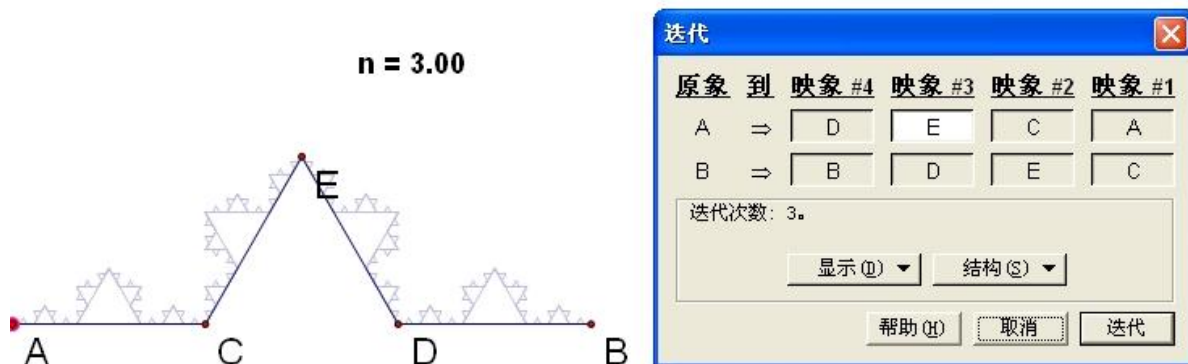 n = 3.00
E
A C D B
迭代
原象 到 映象 #4 映象 #3 映象 #2 映象 #1
A ⇒ D E C A
B ⇒ B D E C
迭代次数: 3。
显示(D) 结构(S)
帮助(H) 取消 迭代